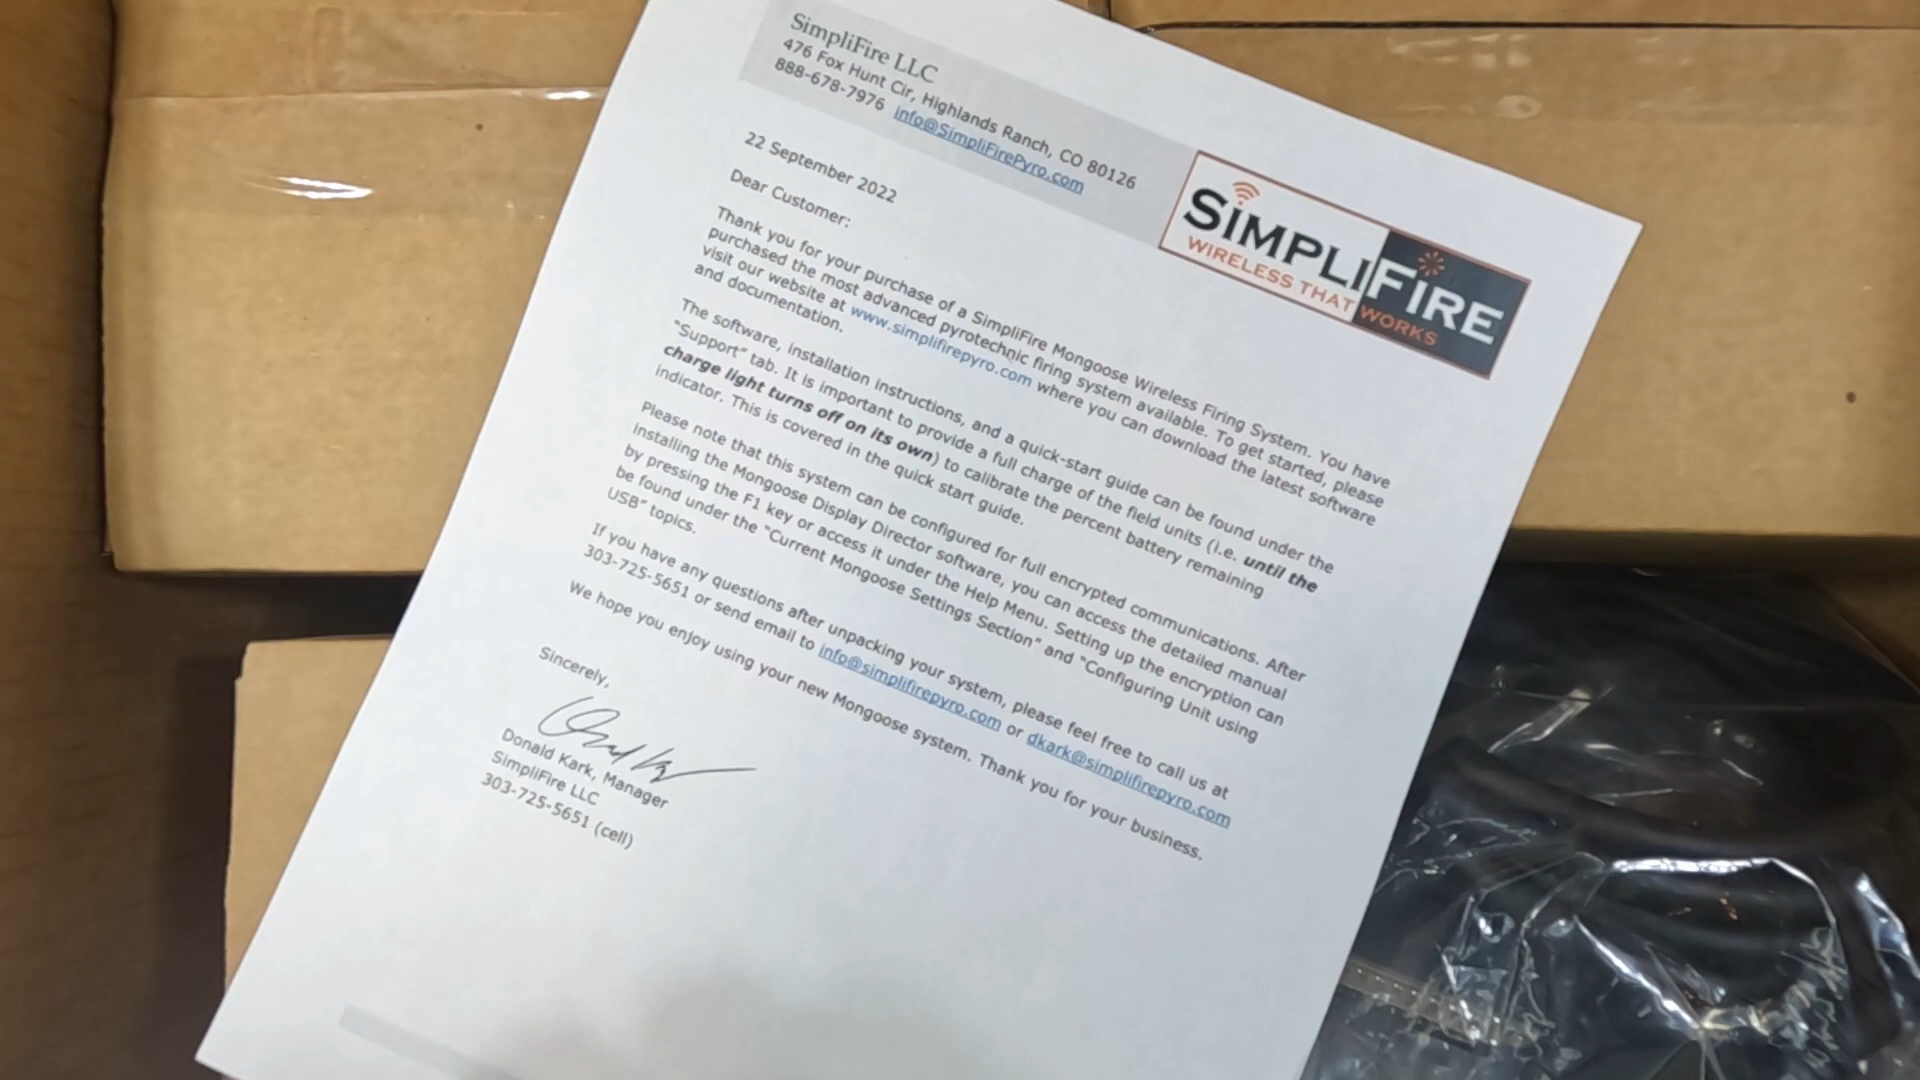 SimpliFire LLC
476 Fox Hunt Cir, Highlands Ranch, CO 80126
888-678-7976 info@SimpliFirePyro.com
SIMPLIFIRE
WIRELESS THAT WORKS
22 September 2022
Dear Customer:
Thank you for your purchase of a SimpliFire Mongoose Wireless Firing System. You have
purchased the most advanced pyrotechnic firing system available. To get started, please
visit our website at www.simplifirepyro.com where you can download the latest software
and documentation.
The software, installation instructions, and a quick-start guide can be found under the
"Support" tab. It is important to provide a full charge of the field units (i.e. until the
charge light turns off on its own) to calibrate the percent battery remaining
indicator. This is covered in the quick start guide.
Please note that this system can be configured for full encrypted communications. After
installing the Mongoose Display Director software, you can access the detailed manual
by pressing the F1 key or access it under the Help Menu. Setting up the encryption can
be found under the "Current Mongoose Settings Section" and "Configuring Unit using
USB" topics.
If you have any questions after unpacking your system, please feel free to call us at
303-725-5651 or send email to info@simplifirepyro.com or dkark@simplifirepyro.com
We hope you enjoy using your new Mongoose system. Thank you for your business.
Sincerely,
Donald Kark, Manager
SimpliFire LLC
303-725-5651 (cell)